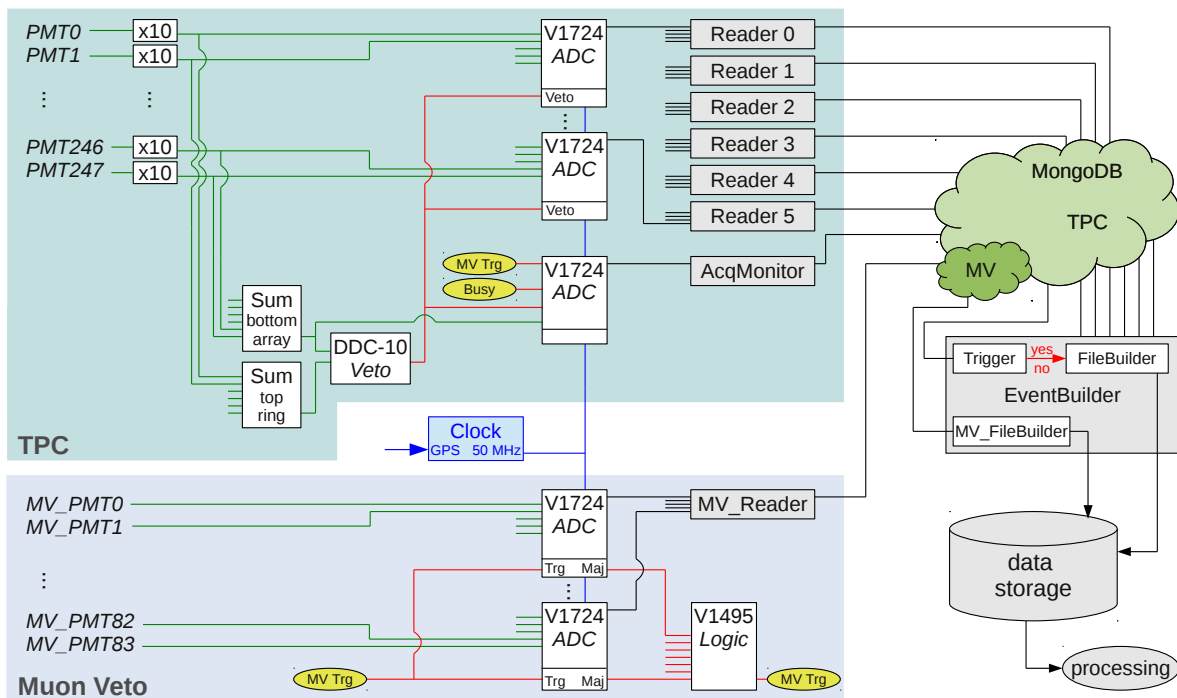 PMT0
x10
PMT1
x10
⋮
⋮
PMT246
x10
PMT247
x10
V1724
ADC
Veto
...
V1724
ADC
Veto
MV Trg
Busy
V1724
ADC
Sum
bottom
array
Sum
top
ring
DDC-10
Veto
TPC
Reader 0
Reader 1
Reader 2
Reader 3
Reader 4
Reader 5
AcqMonitor
MongoDB
TPC
MV
Trigger
yes
no
FileBuilder
EventBuilder
MV_FileBuilder
Clock
GPS 50 MHz
MV_PMT0
MV_PMT1
⋮
MV_PMT82
MV_PMT83
V1724
ADC
Trg Maj
...
V1724
ADC
Trg Maj
MV_Reader
V1495
Logic
MV Trg
MV Trg
Muon Veto
data
storage
processing